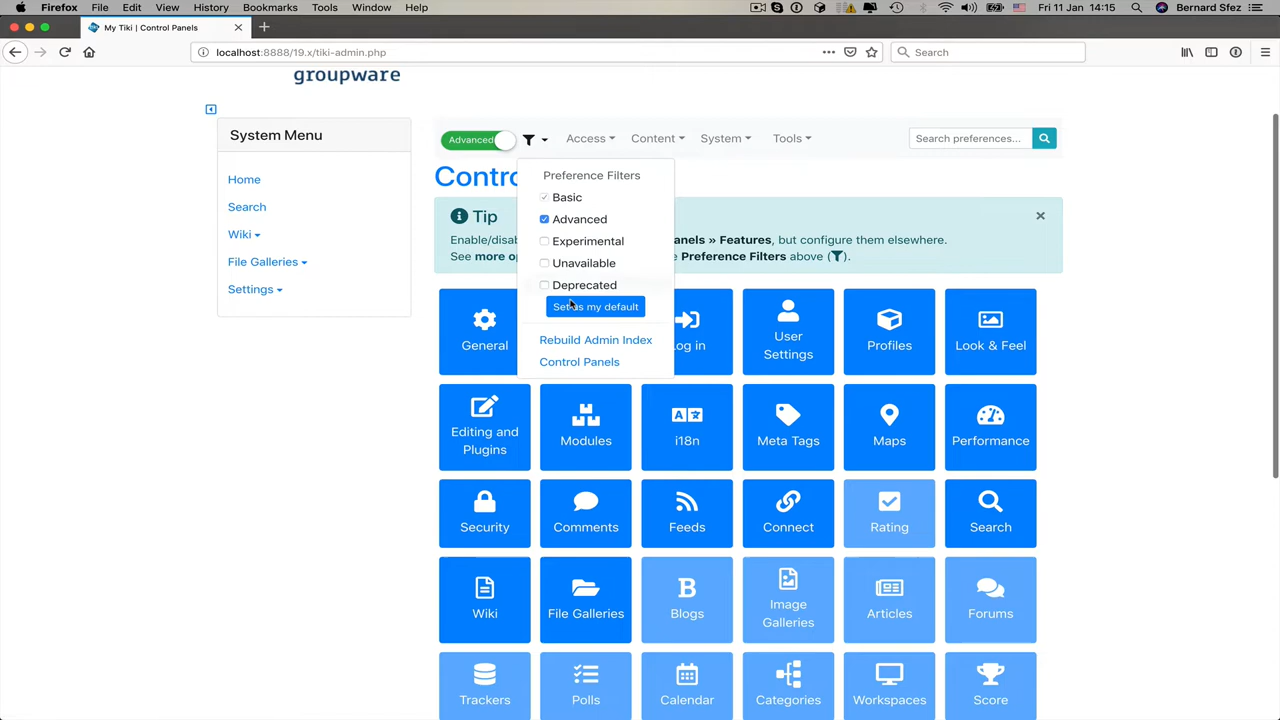 Firefox File Edit View History Bookmarks Tools Window Help
Fri 11 Jan 14:15 Bernard Sfez
My Tiki | Control Panels
localhost:8888/19.x/tiki-admin.php
Search
groupware
System Menu
Home
Search
Wiki
File Galleries
Settings
Advanced
Access
Content
System
Tools
Search preferences...
Contro
Preference Filters
Basic
Advanced
Experimental
Unavailable
Deprecated
Set as my default
Rebuild Admin Index
Control Panels
Tip
Enable/disab
anels » Features, but configure them elsewhere.
See more op
Preference Filters above ( ).
General
Log in
User
Settings
Profiles
Look & Feel
Editing and
Plugins
Modules
i18n
Meta Tags
Maps
Performance
Security
Comments
Feeds
Connect
Rating
Search
Wiki
File Galleries
Blogs
Image
Galleries
Articles
Forums
Trackers
Polls
Calendar
Categories
Workspaces
Score